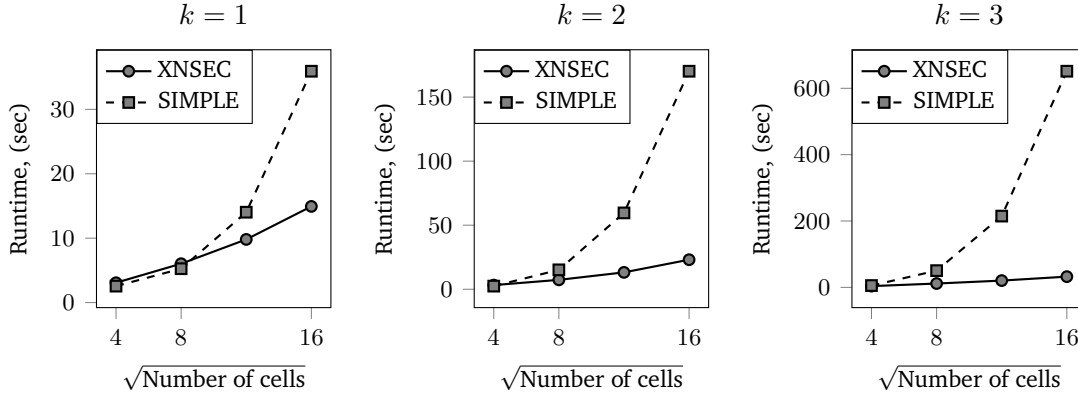 k = 1
XNSEC
SIMPLE
Runtime, (sec)
30
20
10
0
4 8 16
√Number of cells
k = 2
XNSEC
SIMPLE
Runtime, (sec)
150
100
50
0
4 8 16
√Number of cells
k = 3
XNSEC
SIMPLE
Runtime, (sec)
600
400
200
0
4 8 16
√Number of cells